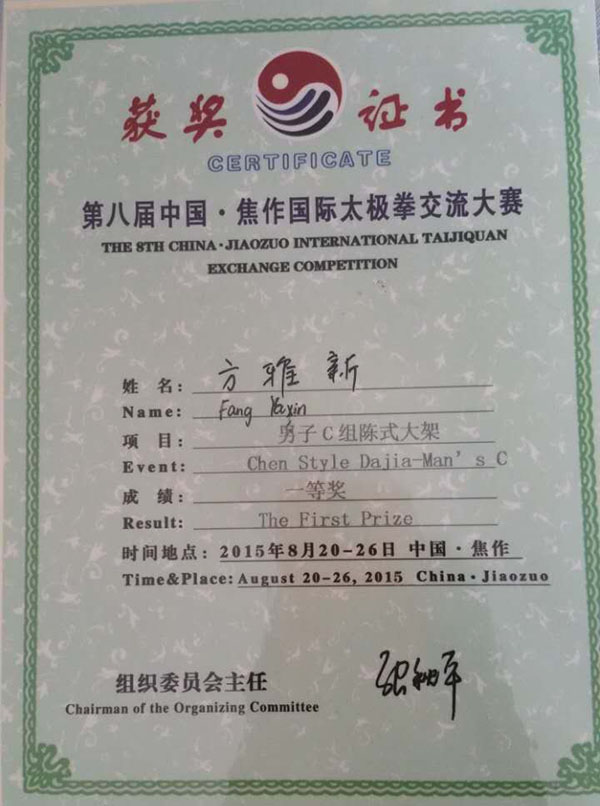 获奖 证书
CERTIFICATE
第八届中国·焦作国际太极拳交流大赛
THE 8TH CHINA·JIAOZUO INTERNATIONAL TAIJIQUAN
EXCHANGE COMPETITION
姓 名: 方雅新
Name: Fang Yaxin
项 目: 男子C组陈式大架
Event: Chen Style Dajia-Man's C
成 绩: 一等奖
Result: The First Prize
时间地点: 2015年8月20-26日 中国·焦作
Time&Place: August 20-26, 2015 China·Jiaozuo
组织委员会主任
Chairman of the Organizing Committee